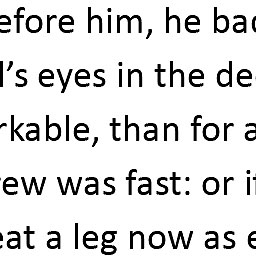 efore him, he bac
l’s eyes in the de
rkable, than for a
rew was fast: or if
eat a leg now as e